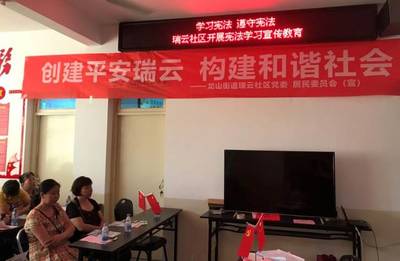 学习宪法 遵守宪法
瑞云社区开展宪法学习宣传教育
创建平安瑞云 构建和谐社会
——龙山街道瑞云社区党委 居民委员会（宣）